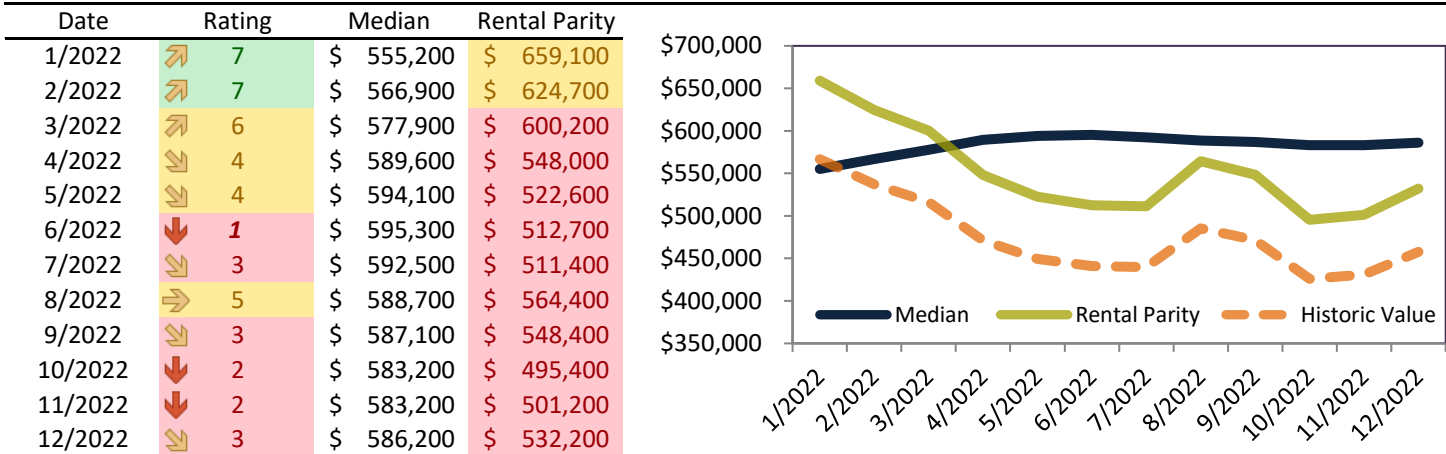 Date Rating Median Rental Parity
1/2022 7 $ 555,200 $ 659,100
2/2022 7 $ 566,900 $ 624,700
3/2022 6 $ 577,900 $ 600,200
4/2022 4 $ 589,600 $ 548,000
5/2022 4 $ 594,100 $ 522,600
6/2022 1 $ 595,300 $ 512,700
7/2022 3 $ 592,500 $ 511,400
8/2022 5 $ 588,700 $ 564,400
9/2022 3 $ 587,100 $ 548,400
10/2022 2 $ 583,200 $ 495,400
11/2022 2 $ 583,200 $ 501,200
12/2022 3 $ 586,200 $ 532,200
$700,000
$650,000
$600,000
$550,000
$500,000
$450,000
$400,000
$350,000
Median Rental Parity Historic Value
1/2022 2/2022 3/2022 4/2022 5/2022 6/2022 7/2022 8/2022 9/2022 10/2022 11/2022 12/2022